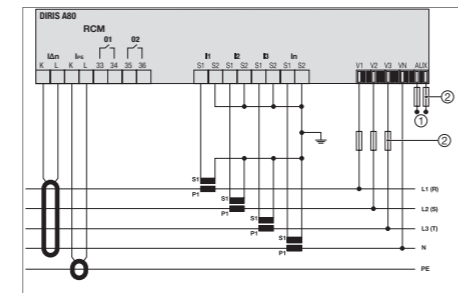 DIRIS A80
RCM
01 02
IΔn IPE I1 I2 I3 In
K L K L 33 34 35 36 S1 S2 S1 S2 S1 S2 S1 S2 V1 V2 V3 VN AUX
2
1
2
S1
P1
L1 (R)
S1
P1
L2 (S)
S1
P1
L3 (T)
S1
P1
N
PE